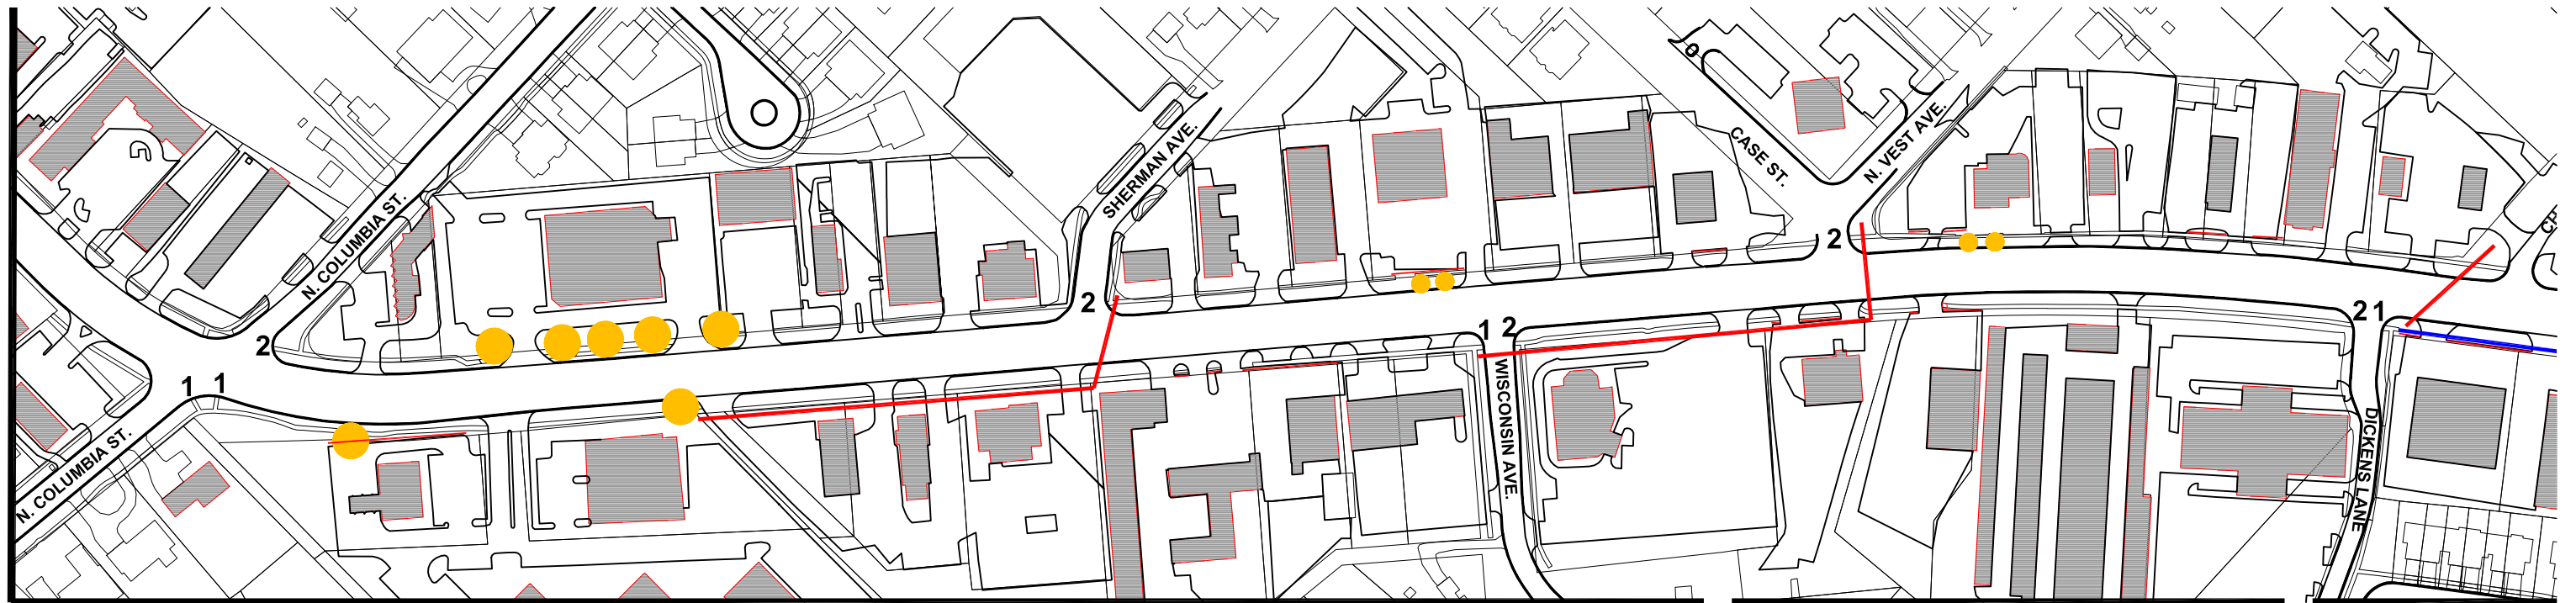 N. COLUMBIA ST.
SHERMAN AVE.
CASE ST.
N. VEST AVE.
2
2
2
1
1
1
2
2
1
N. COLUMBIA ST.
WISCONSIN AVE.
DICKENS LANE